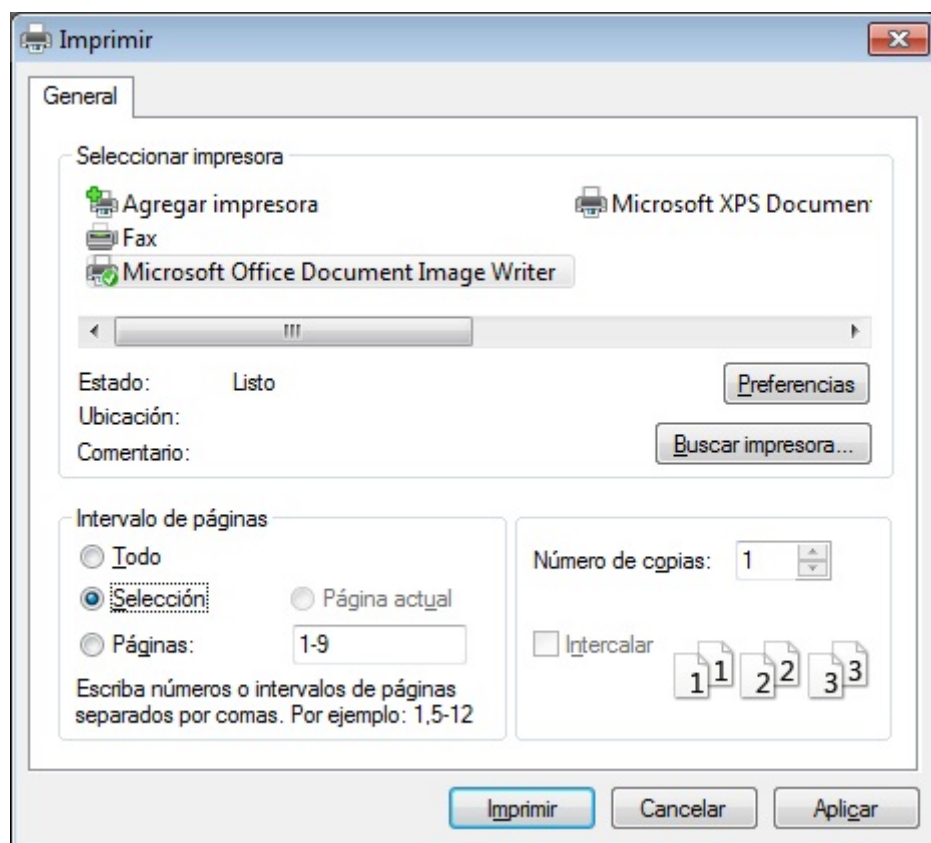 Imprimir
General
Seleccionar impresora
Agregar impresora
Microsoft XPS Documen
Fax
Microsoft Office Document Image Writer
Estado: Listo
Preferencias
Ubicación:
Buscar impresora...
Comentario:
Intervalo de páginas
Todo
Selección
Página actual
Páginas: 1-9
Escriba números o intervalos de páginas
separados por comas. Por ejemplo: 1,5-12
Número de copias: 1
Intercalar
1 1 2 2 3 3
Imprimir Cancelar Aplicar